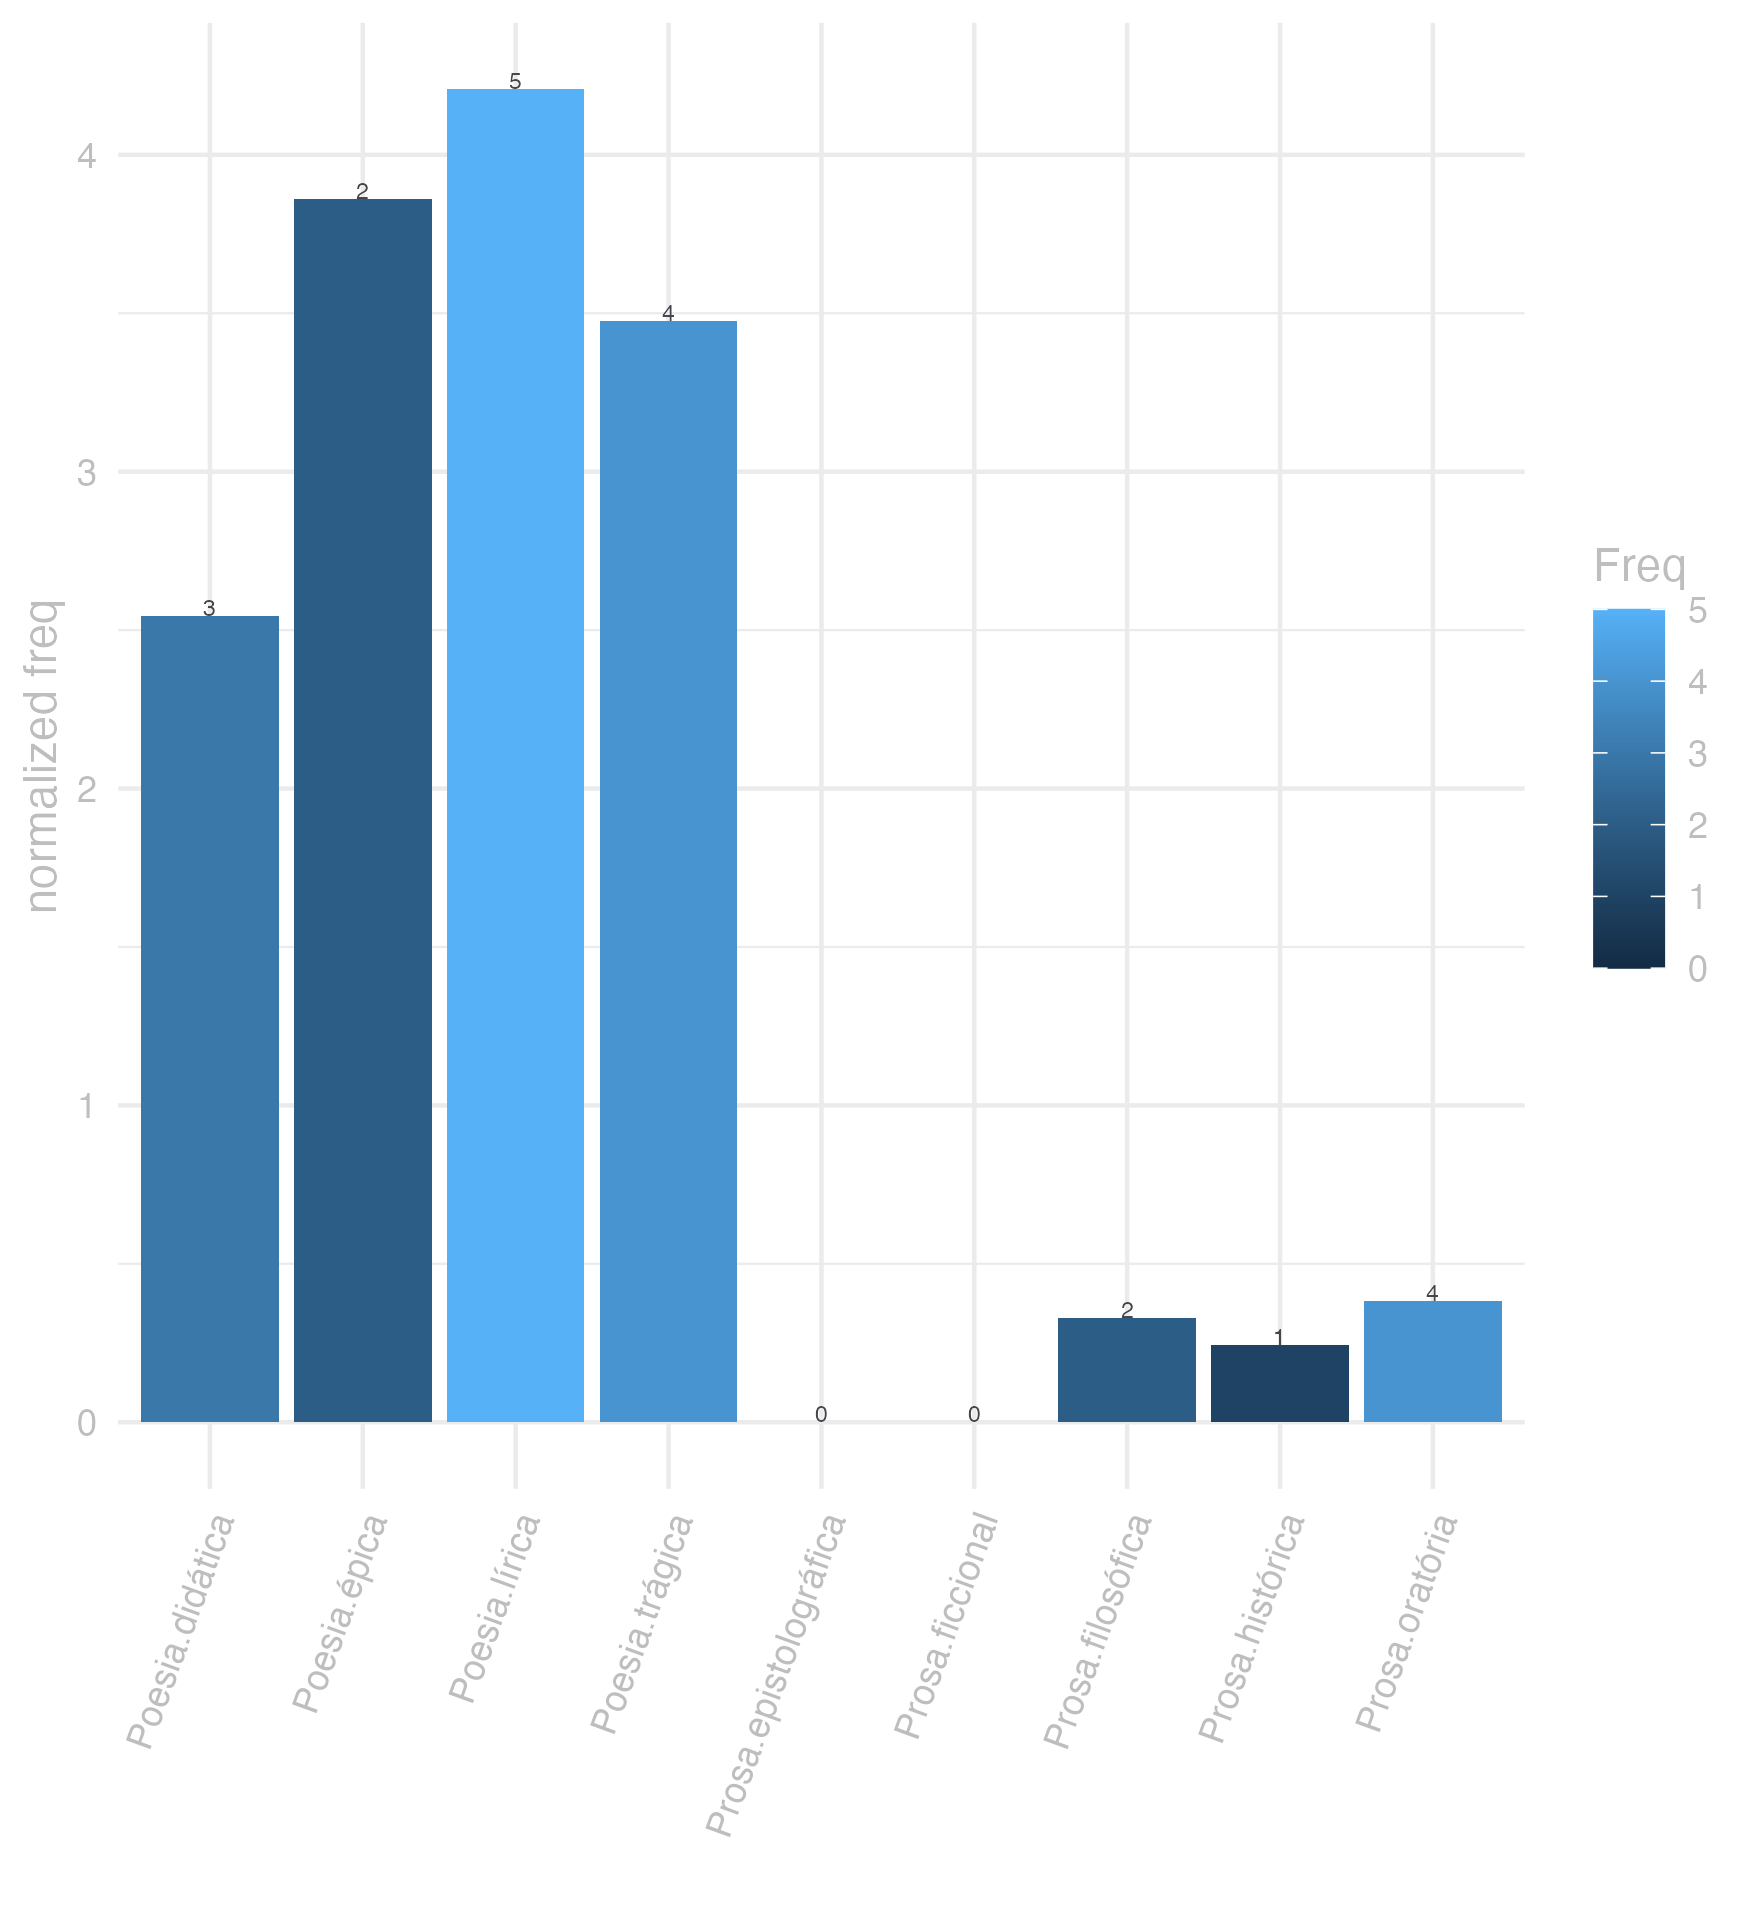 normalized freq
4
3
2
1
0
3
2
5
4
0
0
2
1
4
Poesia.didática
Poesia.épica
Poesia.lírica
Poesia.trágica
Prosa.epistolográfica
Prosa.ficcional
Prosa.filosófica
Prosa.histórica
Prosa.oratória
Freq
5
4
3
2
1
0